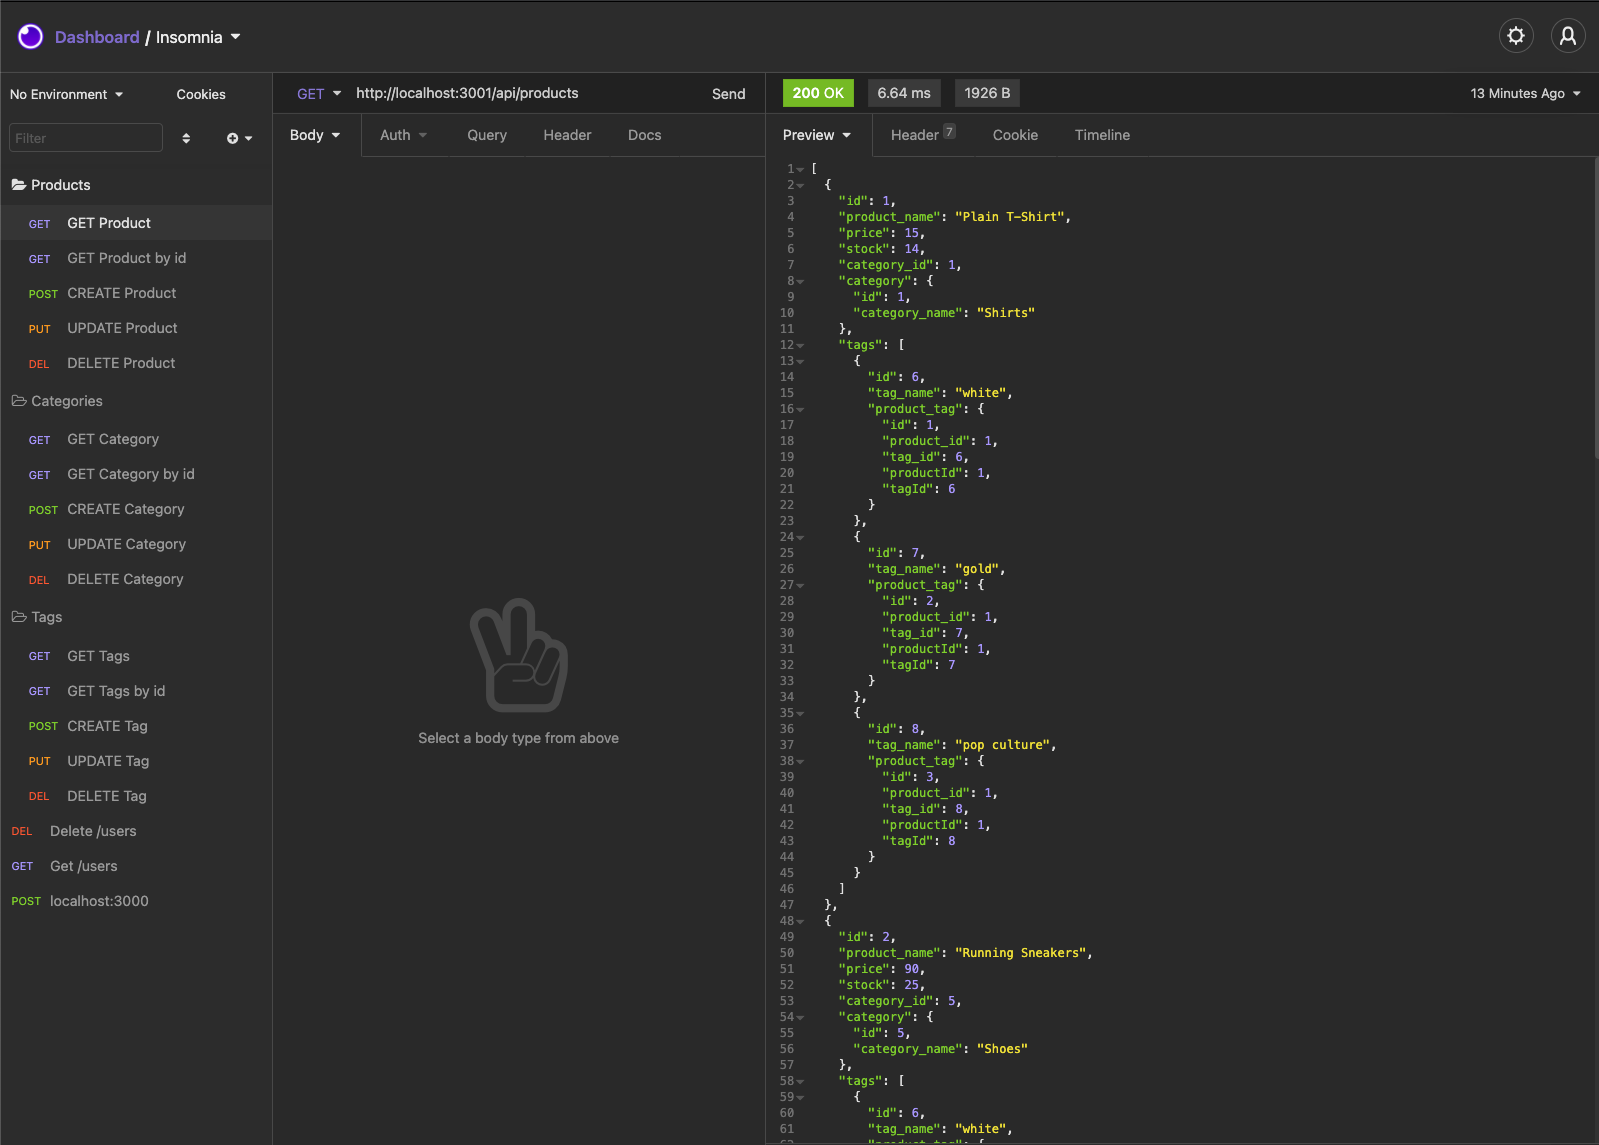 Dashboard / Insomnia
No Environment
Cookies
Filter
Products
GET GET Product
GET GET Product by id
POST CREATE Product
PUT UPDATE Product
DEL DELETE Product
Categories
GET GET Category
GET GET Category by id
POST CREATE Category
PUT UPDATE Category
DEL DELETE Category
Tags
GET GET Tags
GET GET Tags by id
POST CREATE Tag
PUT UPDATE Tag
DEL DELETE Tag
DEL Delete /users
GET Get /users
POST localhost:3000
GET http://localhost:3001/api/products Send
Body Auth Query Header Docs
Select a body type from above
200 OK 6.64 ms 1926 B 13 Minutes Ago
Preview Header 7 Cookie Timeline
1 [
2 {
3 "id": 1,
4 "product_name": "Plain T-Shirt",
5 "price": 15,
6 "stock": 14,
7 "category_id": 1,
8 "category": {
9 "id": 1,
10 "category_name": "Shirts"
11 },
12 "tags": [
13 {
14 "id": 6,
15 "tag_name": "white",
16 "product_tag": {
17 "id": 1,
18 "product_id": 1,
19 "tag_id": 6,
20 "productId": 1,
21 "tagId": 6
22 }
23 },
24 {
25 "id": 7,
26 "tag_name": "gold",
27 "product_tag": {
28 "id": 2,
29 "product_id": 1,
30 "tag_id": 7,
31 "productId": 1,
32 "tagId": 7
33 }
34 },
35 {
36 "id": 8,
37 "tag_name": "pop culture",
38 "product_tag": {
39 "id": 3,
40 "product_id": 1,
41 "tag_id": 8,
42 "productId": 1,
43 "tagId": 8
44 }
45 }
46 ]
47 },
48 {
49 "id": 2,
50 "product_name": "Running Sneakers",
51 "price": 90,
52 "stock": 25,
53 "category_id": 5,
54 "category": {
55 "id": 5,
56 "category_name": "Shoes"
57 },
58 "tags": [
59 {
60 "id": 6,
61 "tag_name": "white",